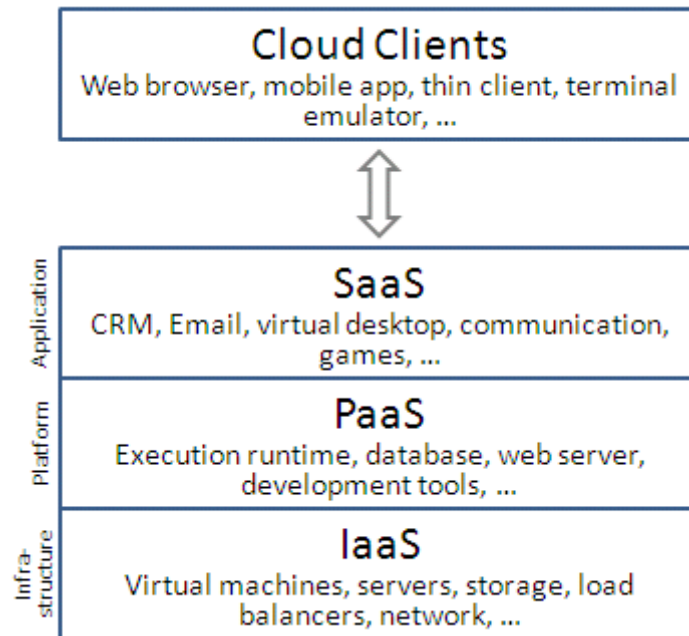 Cloud Clients
Web browser, mobile app, thin client, terminal
emulator, ...
Application
SaaS
CRM, Email, virtual desktop, communication,
games, ...
Platform
PaaS
Execution runtime, database, web server,
development tools, ...
Infra-
structure
IaaS
Virtual machines, servers, storage, load
balancers, network, ...